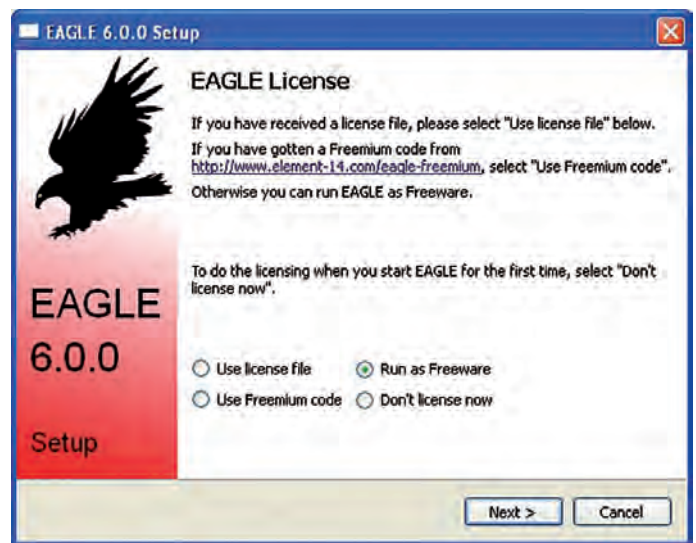 EAGLE 6.0.0 Setup
EAGLE License
If you have received a license file, please select "Use license file" below.
If you have gotten a Freemium code from
http://www.element-14.com/eagle-freemium, select "Use Freemium code".
Otherwise you can run EAGLE as Freeware.
To do the licensing when you start EAGLE for the first time, select "Don't
license now".
EAGLE
6.0.0
Setup
Use license file
Run as Freeware
Use Freemium code
Don't license now
Next >
Cancel